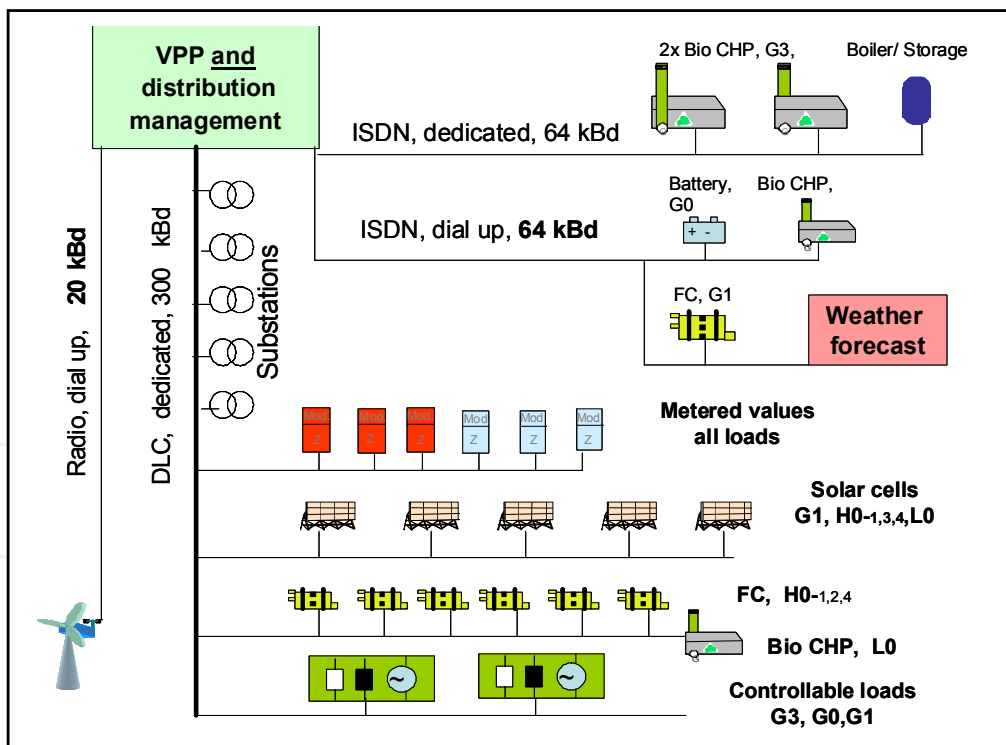 VPP and
distribution
management
2x Bio CHP, G3,
Boiler/ Storage
ISDN, dedicated, 64 kBd
Battery,
G0
Bio CHP,
+ -
ISDN, dial up, 64 kBd
FC, G1
Weather
forecast
Radio, dial up, 20 kBd
DLC, dedicated, 300 kBd
Substations
Mod Mod Mod Mod Mod Mod
Z Z Z Z Z Z
Metered values
all loads
Solar cells
G1, H0-1,3,4,L0
FC, H0-1,2,4
Bio CHP, L0
~ ~
Controllable loads
G3, G0,G1